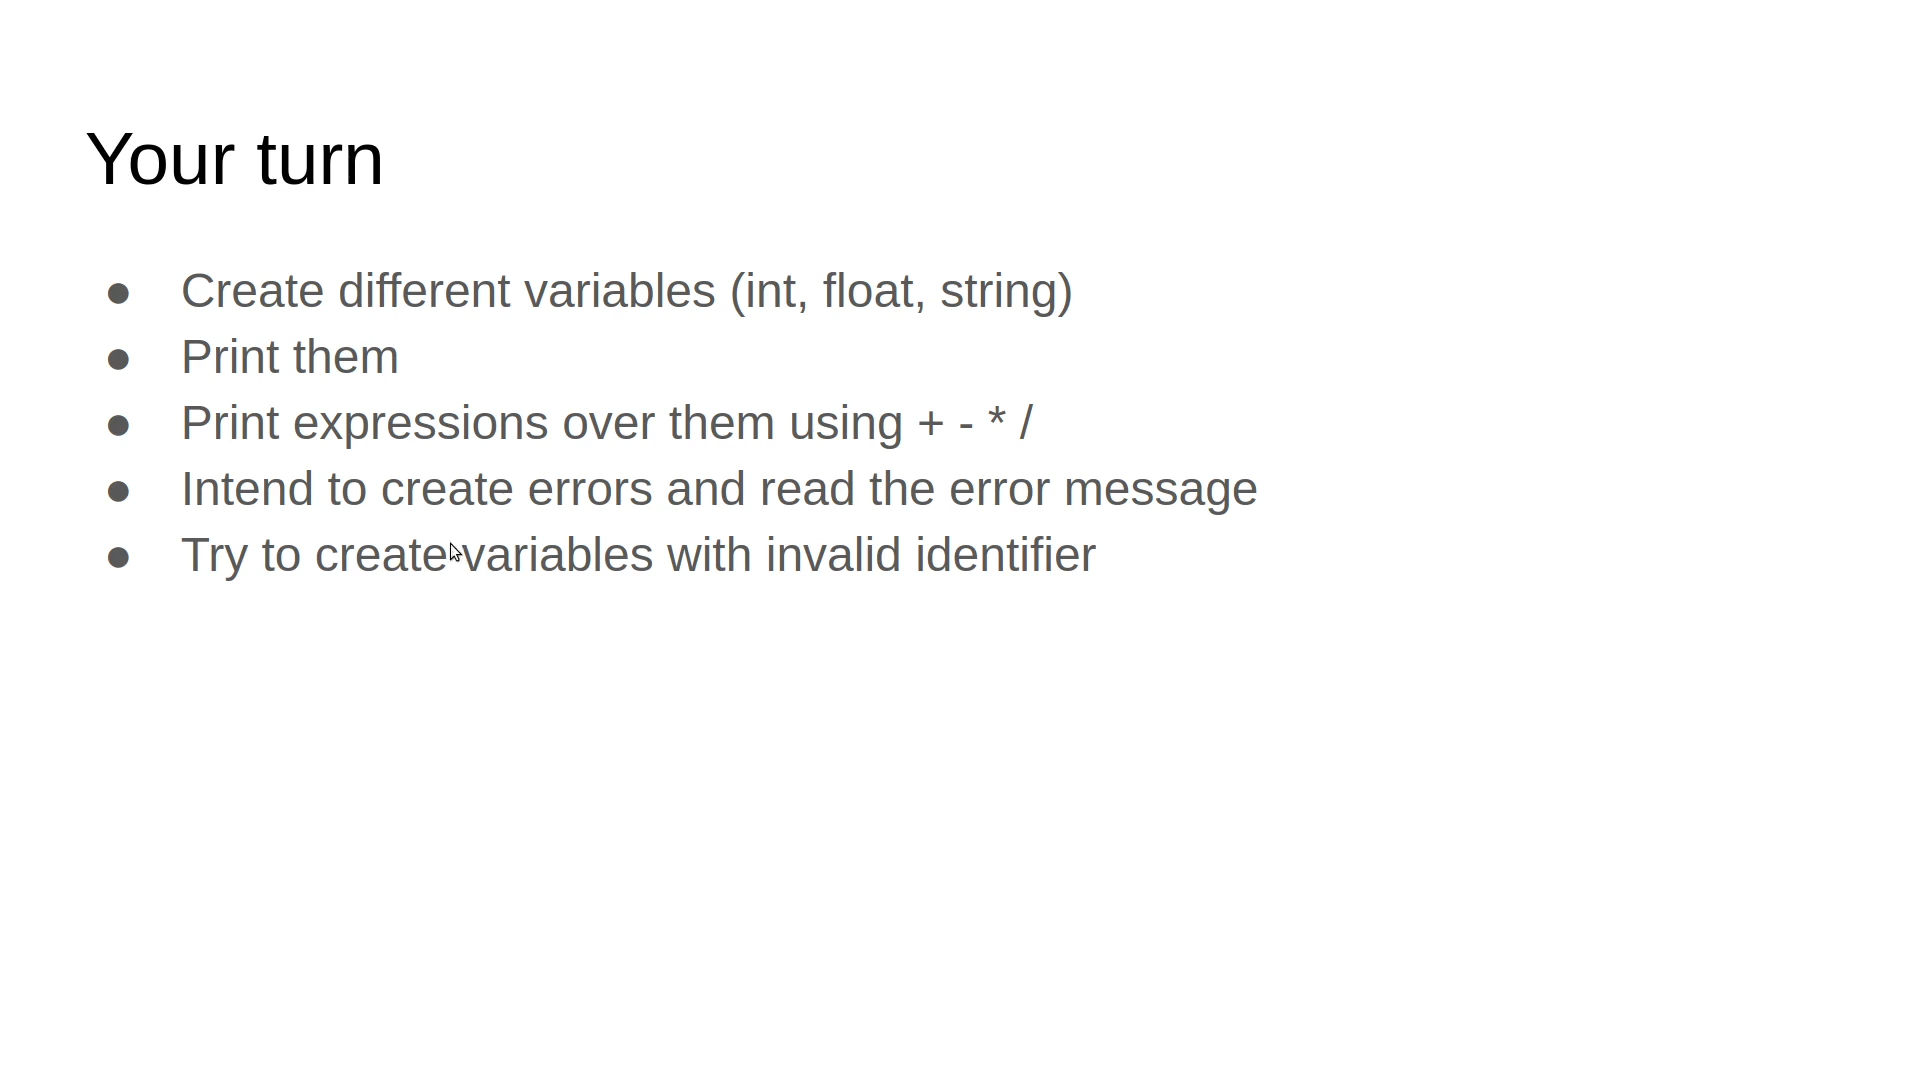 Your turn
● Create different variables (int, float, string)
● Print them
● Print expressions over them using + - * /
● Intend to create errors and read the error message
● Try to create variables with invalid identifier